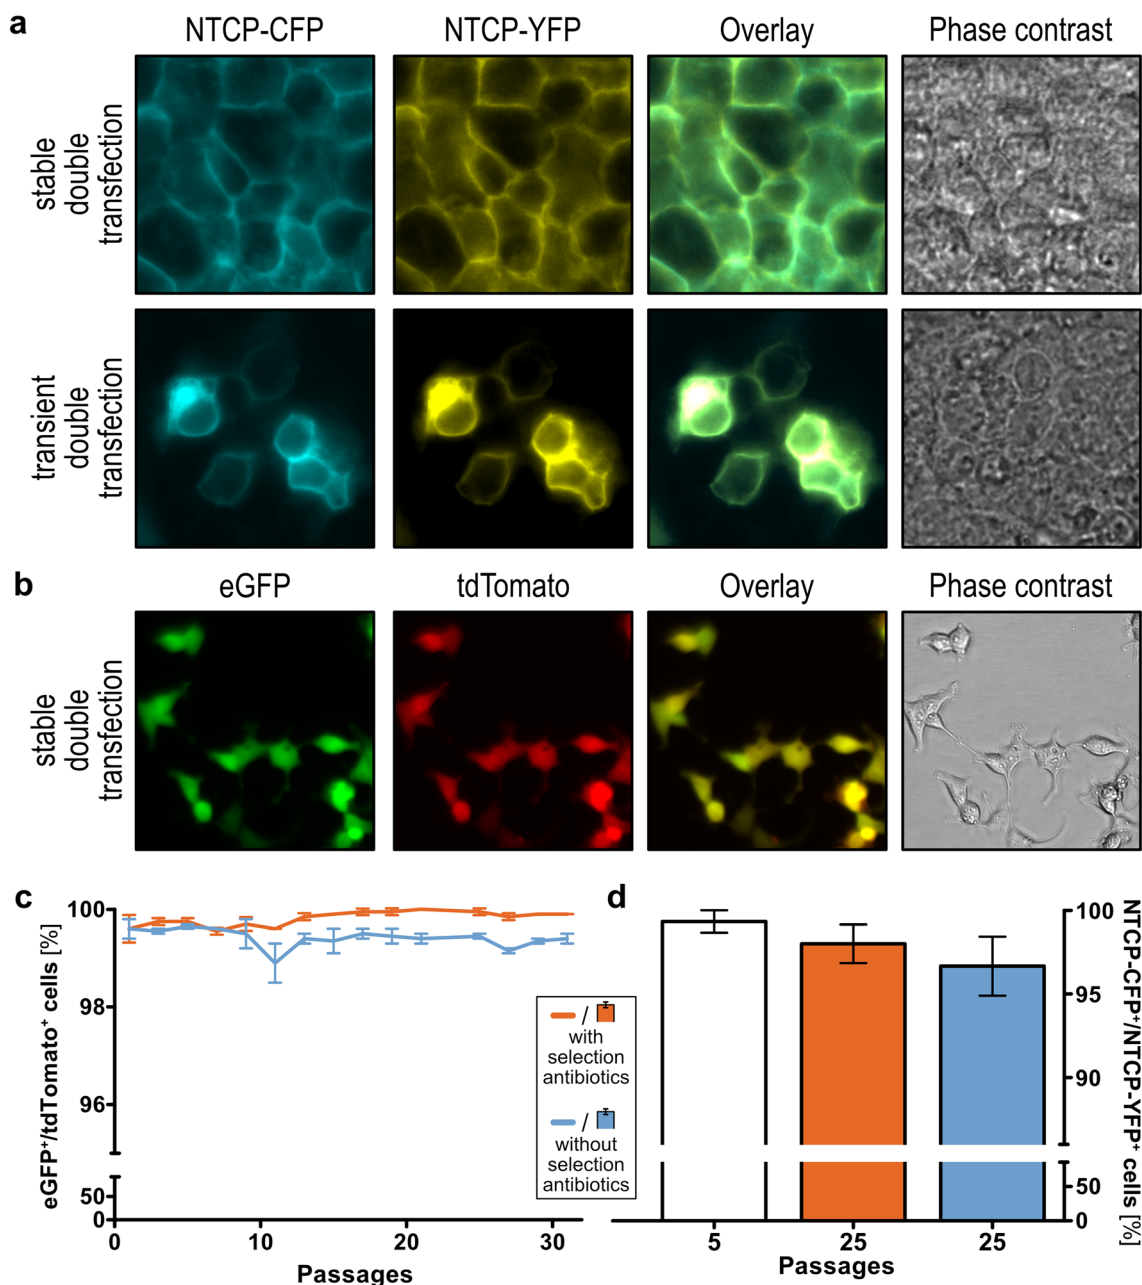 a
NTCP-CFP NTCP-YFP Overlay Phase contrast
stable
double
transfection
transient
double
transfection
b
eGFP tdTomato Overlay Phase contrast
stable
double
transfection
c
eGFP⁺/tdTomato⁺ cells [%]
100
98
96
50
0
0 10 20 30
Passages
/
with
selection
antibiotics
/
without
selection
antibiotics
d
NTCP-CFP⁺/NTCP-YFP⁺ cells [%]
100
95
90
50
0
5 25 25
Passages